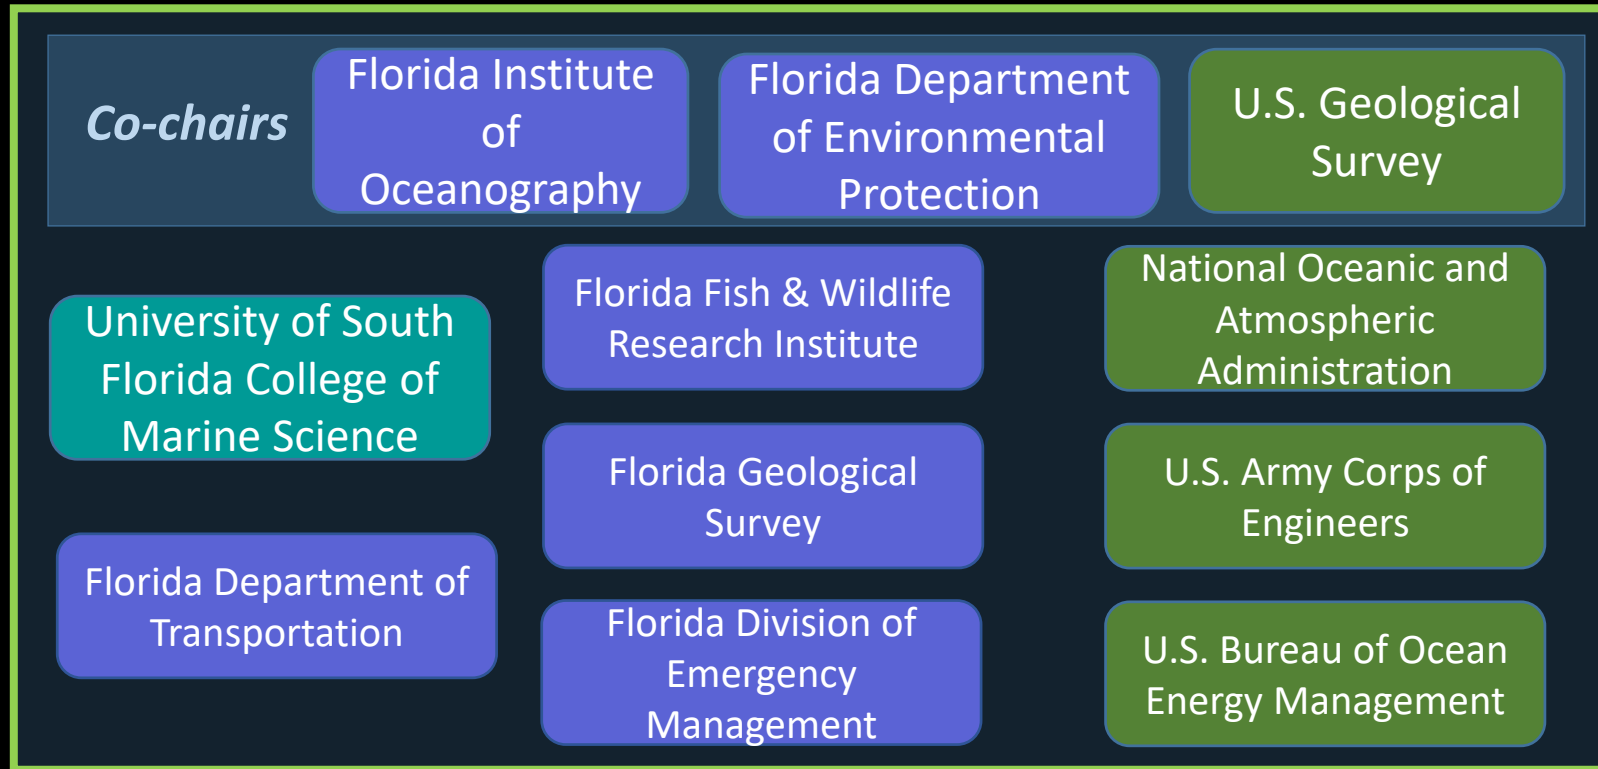 Co-chairs
Florida Institute
of
Oceanography
Florida Department
of Environmental
Protection
U.S. Geological
Survey
University of South
Florida College of
Marine Science
Florida Department of
Transportation
Florida Fish & Wildlife
Research Institute
Florida Geological
Survey
Florida Division of
Emergency
Management
National Oceanic and
Atmospheric
Administration
U.S. Army Corps of
Engineers
U.S. Bureau of Ocean
Energy Management